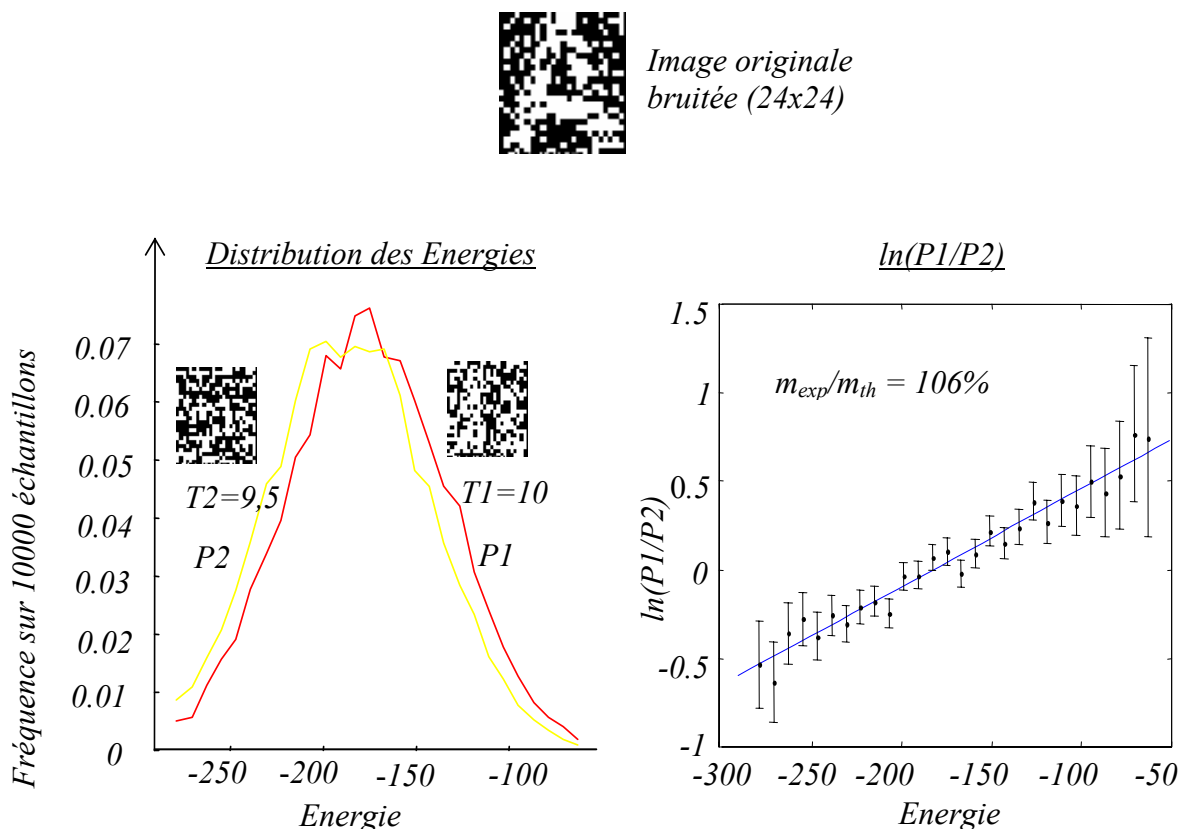 Image originale
bruitée (24x24)
Distribution des Energies
Fréquence sur 10000 échantillons
0.07
0.06
0.05
0.04
0.03
0.02
0.01
0
T2=9,5
P2
T1=10
P1
-250 -200 -150 -100
Energie
ln(P1/P2)
ln(P1/P2)
1.5
1
0.5
0
-0.5
-1
mexp/mth = 106%
-300 -250 -200 -150 -100 -50
Energie